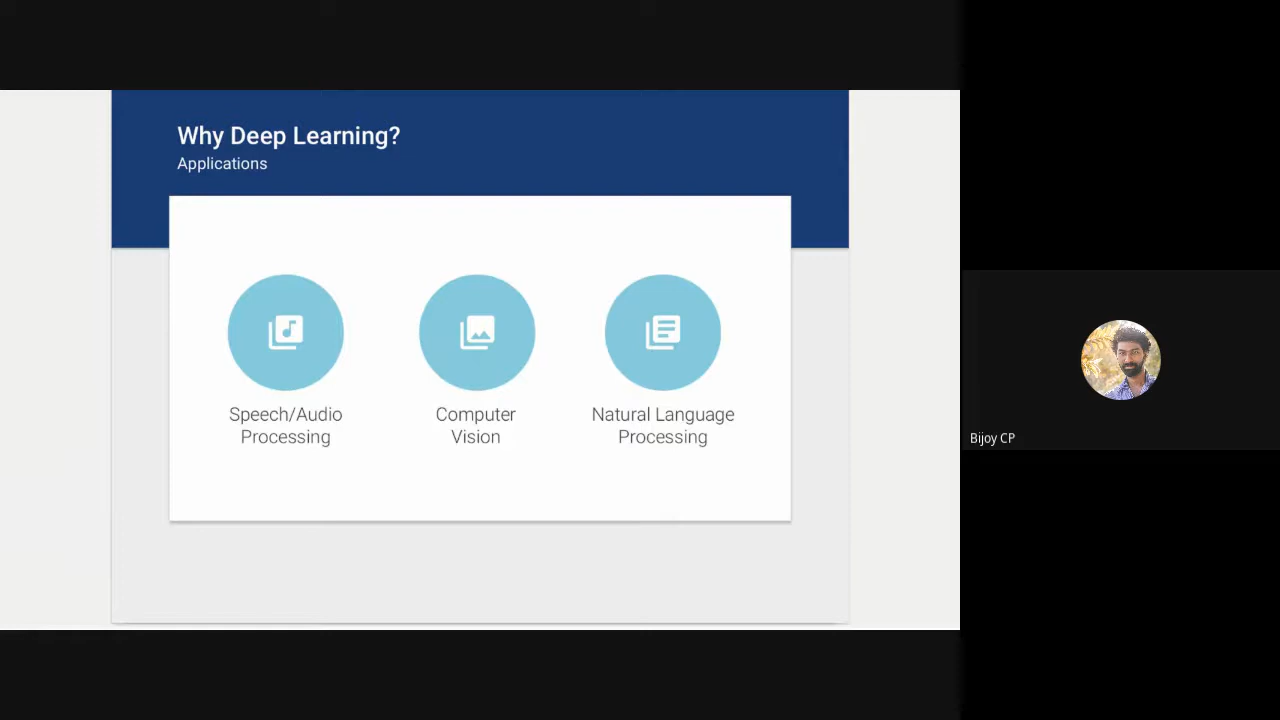 Why Deep Learning?
Applications
Speech/Audio
Processing
Computer
Vision
Natural Language
Processing
Bijoy CP